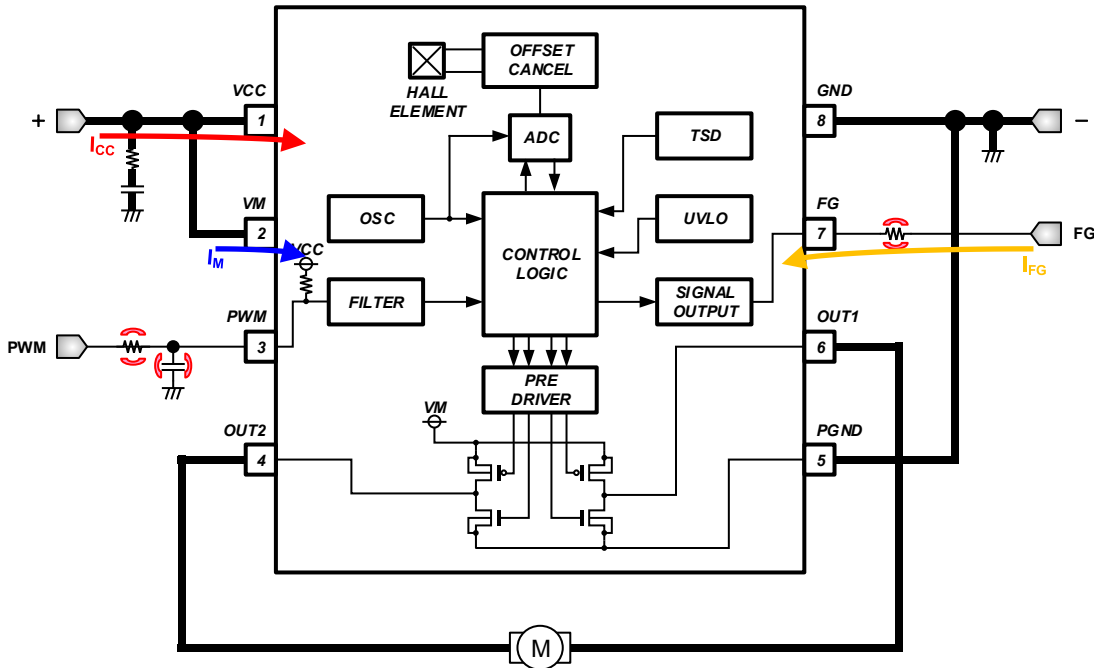 OFFSET
CANCEL
HALL
ELEMENT
VCC
1
GND
8
+
−
ICC
ADC
TSD
VM
2
OSC
UVLO
FG
7
FG
IM
VCC
CONTROL
LOGIC
IFG
FILTER
SIGNAL
OUTPUT
PWM
PWM
3
OUT1
6
PRE
DRIVER
VM
OUT2
4
PGND
5
M